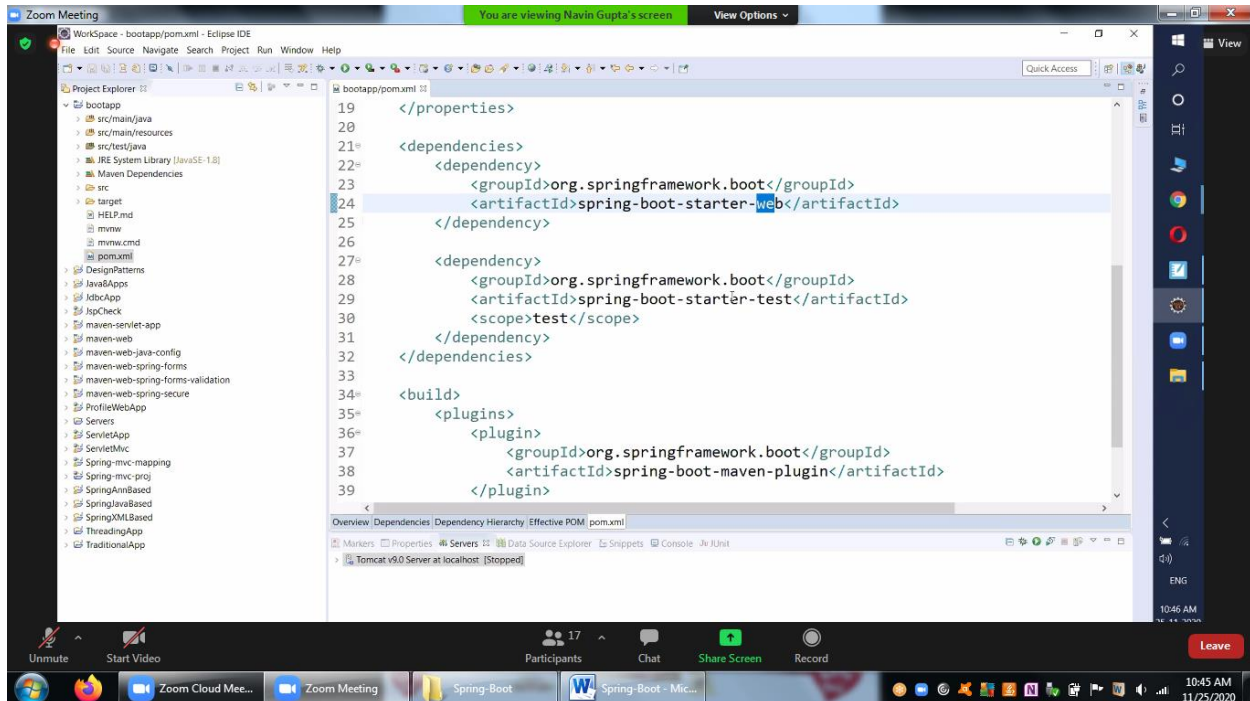 Zoom Meeting
You are viewing Navin Gupta's screen
View Options
View
WorkSpace - bootapp/pom.xml - Eclipse IDE
File Edit Source Navigate Search Project Run Window Help
Quick Access
Project Explorer
bootapp
src/main/java
src/main/resources
src/test/java
JRE System Library [JavaSE-1.8]
Maven Dependencies
src
target
HELP.md
mvnw
mvnw.cmd
pom.xml
DesignPatterns
Java8Apps
JdbcApp
JspCheck
maven-servlet-app
maven-web
maven-web-java-config
maven-web-spring-forms
maven-web-spring-forms-validation
maven-web-spring-secure
ProfileWebApp
Servers
ServletApp
ServletMvc
Spring-mvc-mapping
Spring-mvc-proj
SpringAnnBased
SpringJavaBased
SpringXMLBased
ThreadingApp
TraditionalApp
bootapp/pom.xml
19 </properties>
20
21 <dependencies>
22 <dependency>
23 <groupId>org.springframework.boot</groupId>
24 <artifactId>spring-boot-starter-web</artifactId>
25 </dependency>
26
27 <dependency>
28 <groupId>org.springframework.boot</groupId>
29 <artifactId>spring-boot-starter-test</artifactId>
30 <scope>test</scope>
31 </dependency>
32 </dependencies>
33
34 <build>
35 <plugins>
36 <plugin>
37 <groupId>org.springframework.boot</groupId>
38 <artifactId>spring-boot-maven-plugin</artifactId>
39 </plugin>
Overview Dependencies Dependency Hierarchy Effective POM pom.xml
Markers Properties Servers Data Source Explorer Snippets Console JUnit
Tomcat v9.0 Server at localhost [Stopped]
ENG
10:46 AM
Unmute
Start Video
17
Participants
Chat
Share Screen
Record
Leave
Zoom Cloud Mee...
Zoom Meeting
Spring-Boot
Spring-Boot - Mic...
10:45 AM
11/25/2020